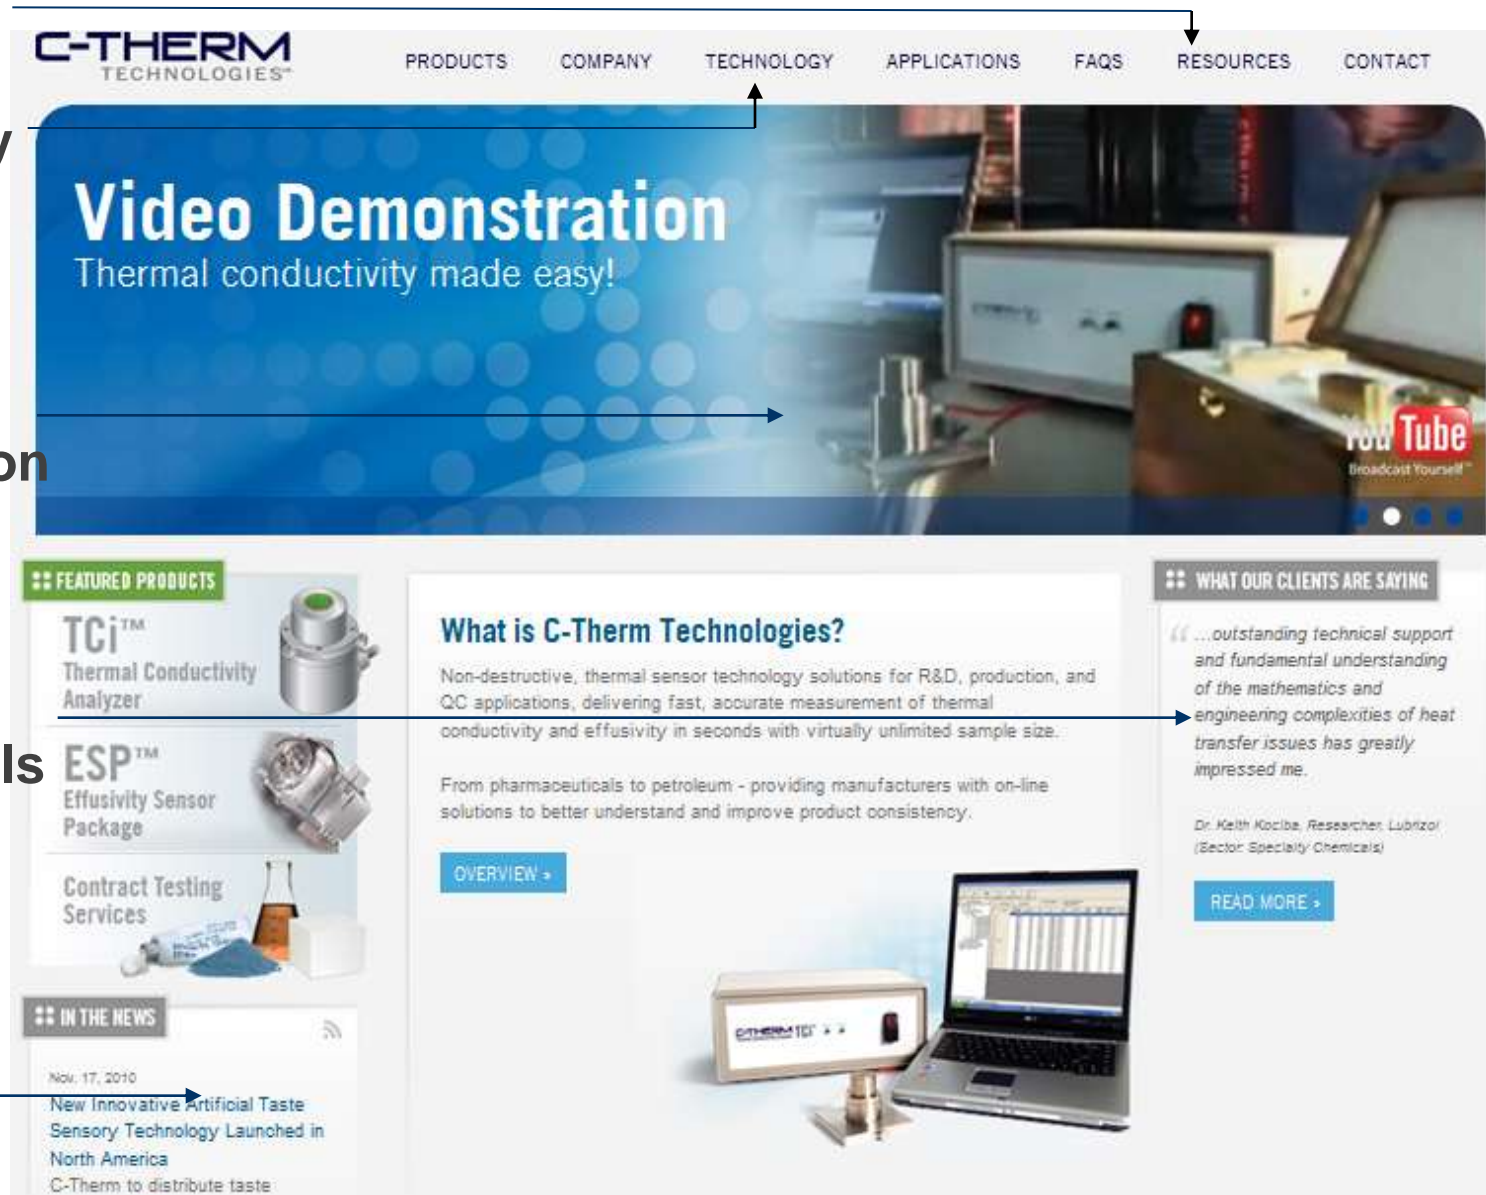 C-THERM
TECHNOLOGIES™
PRODUCTS COMPANY TECHNOLOGY APPLICATIONS FAQS RESOURCES CONTACT
y
Video Demonstration
Thermal conductivity made easy!
on
You Tube
Broadcast Yourself™
FEATURED PRODUCTS
TCi™
Thermal Conductivity
Analyzer
ls
ESP™
Effusivity Sensor
Package
Contract Testing
Services
IN THE NEWS
Nov. 17, 2010
New Innovative Artificial Taste
Sensory Technology Launched in
North America
C-Therm to distribute taste
What is C-Therm Technologies?
Non-destructive, thermal sensor technology solutions for R&D, production, and
QC applications, delivering fast, accurate measurement of thermal
conductivity and effusivity in seconds with virtually unlimited sample size.
From pharmaceuticals to petroleum - providing manufacturers with on-line
solutions to better understand and improve product consistency.
OVERVIEW »
C-THERM TCi
WHAT OUR CLIENTS ARE SAYING
“ ...outstanding technical support
and fundamental understanding
of the mathematics and
engineering complexities of heat
transfer issues has greatly
impressed me.
Dr. Keith Kociba, Researcher, Lubrizol
(Sector: Specialty Chemicals)
READ MORE »